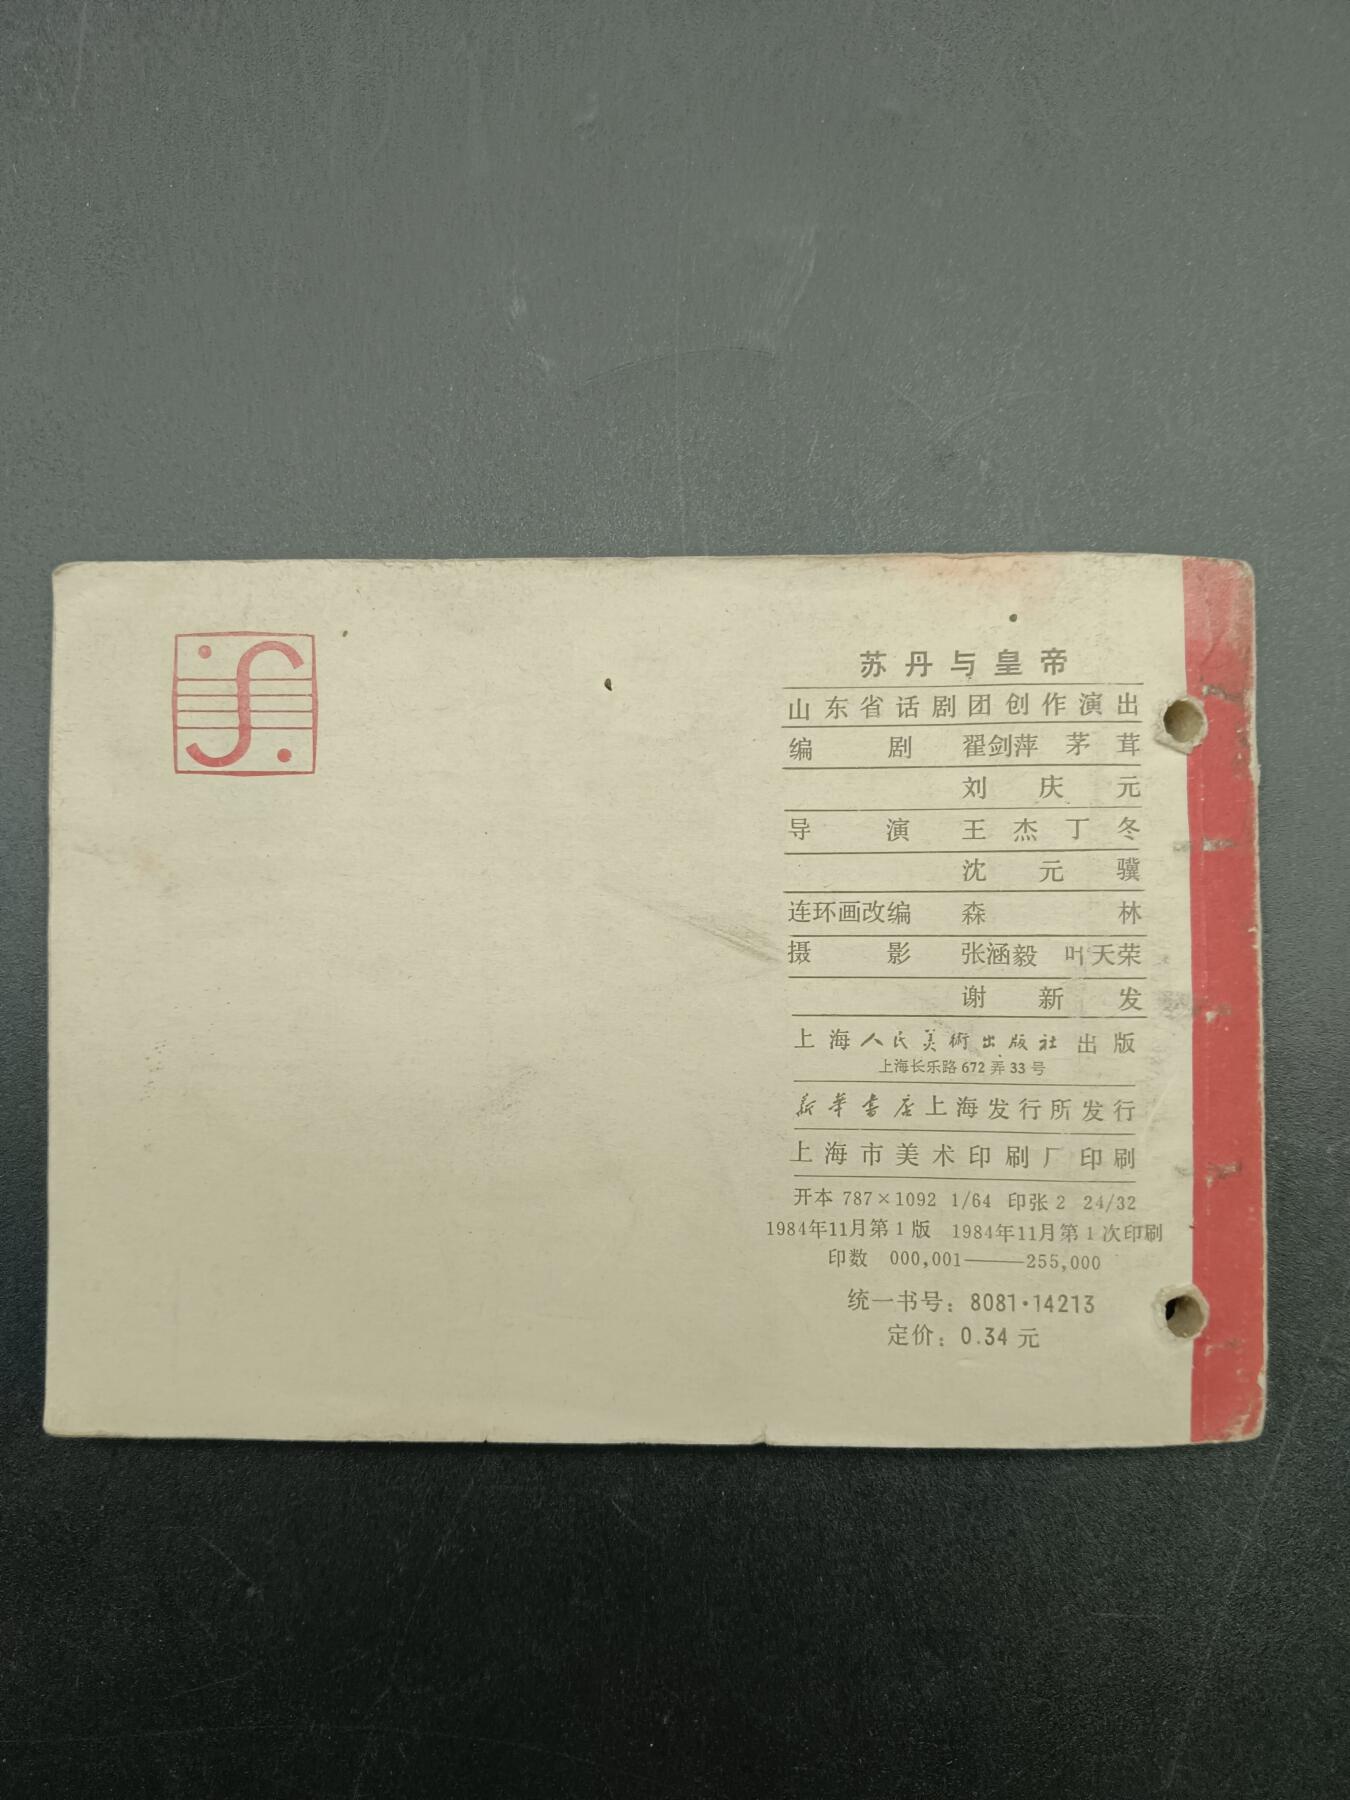 苏丹与皇帝
山东省话剧团创作演出
编剧 翟剑萍 茅茸
刘庆元
导演 王杰 丁冬
沈元骥
连环画改编 森林
摄影 张涵毅 叶天荣
谢新发
上海人民美術出版社 出版
上海长乐路672弄33号
新华书店上海发行所发行
上海市美术印刷厂印刷
开本 787×1092 1/64 印张2 24/32
1984年11月第1版 1984年11月第1次印刷
印数 000,001——255,000
统一书号：8081·14213
定价：0.34元